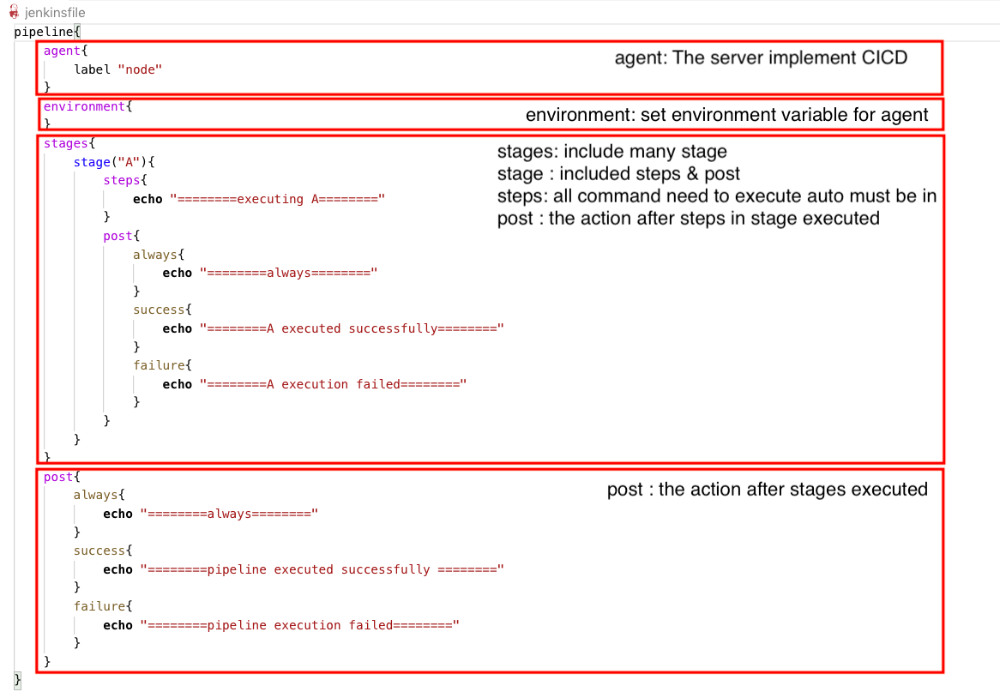 jenkinsfile
pipeline{
agent{
agent: The server implement CICD
label "node"
}
environment{
environment: set environment variable for agent
}
stages{
stages: include many stage
stage("A"){
stage : included steps & post
steps{
steps: all command need to execute auto must be in
echo "========executing A========"
post : the action after steps in stage executed
}
post{
always{
echo "========always========"
}
success{
echo "========A executed successfully========"
}
failure{
echo "========A execution failed========"
}
}
}
}
post{
post : the action after stages executed
always{
echo "========always========"
}
success{
echo "========pipeline executed successfully ========"
}
failure{
echo "========pipeline execution failed========"
}
}
}